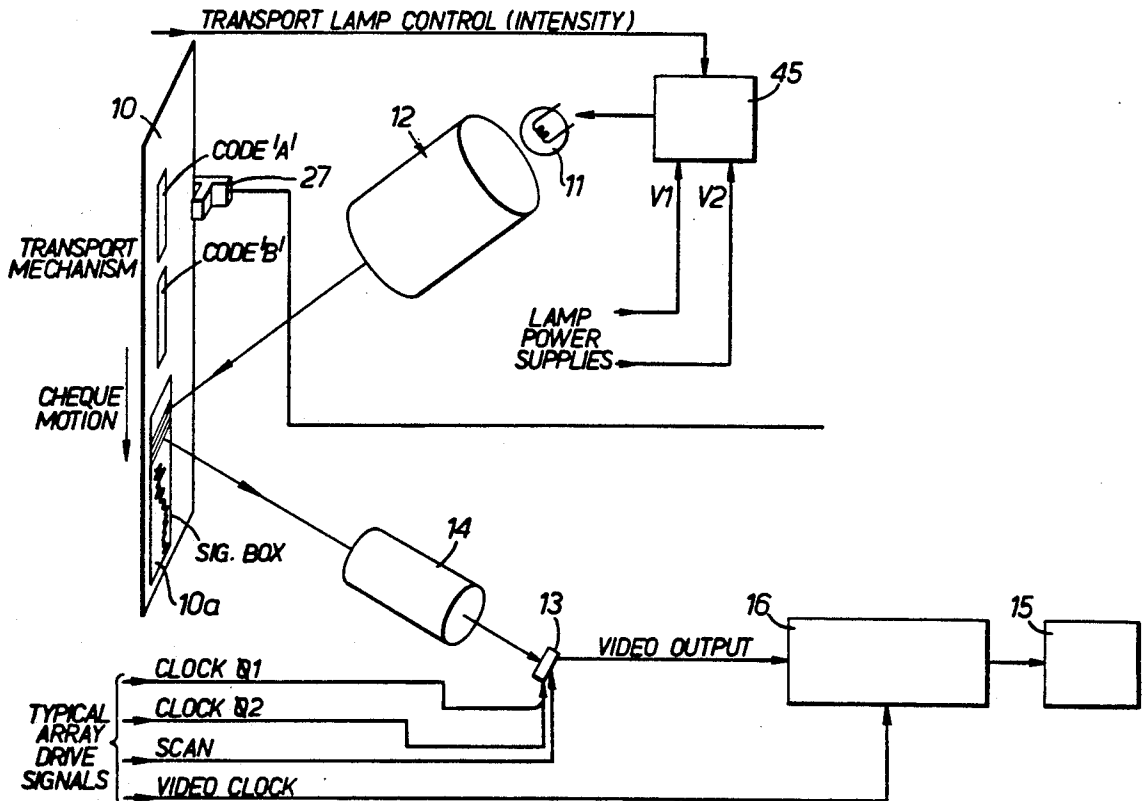 TRANSPORT LAMP CONTROL (INTENSITY)
45
10
12
CODE 'A'
27
11
V1 V2
TRANSPORT
MECHANISM
CODE 'B'
LAMP
POWER
SUPPLIES
CHEQUE
MOTION
14
SIG. BOX
10a
13
16
15
VIDEO OUTPUT
CLOCK Φ1
CLOCK Φ2
SCAN
VIDEO CLOCK
TYPICAL
ARRAY
DRIVE
SIGNALS